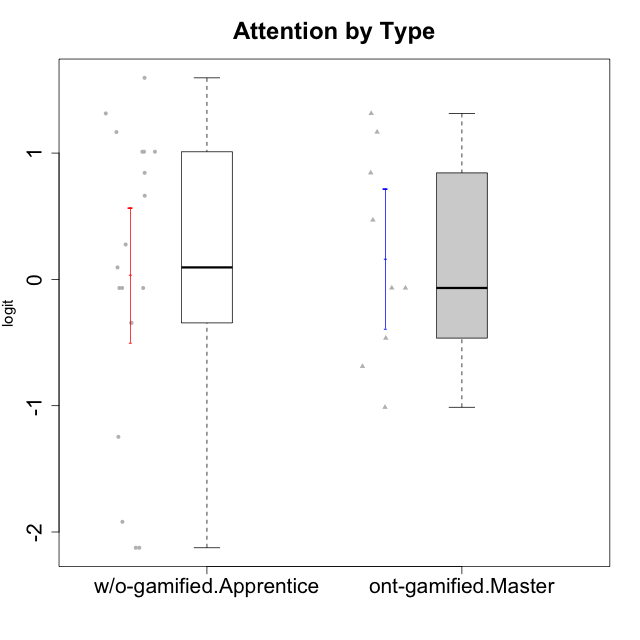 Attention by Type
logit
1
0
-1
-2
w/o-gamified.Apprentice
ont-gamified.Master